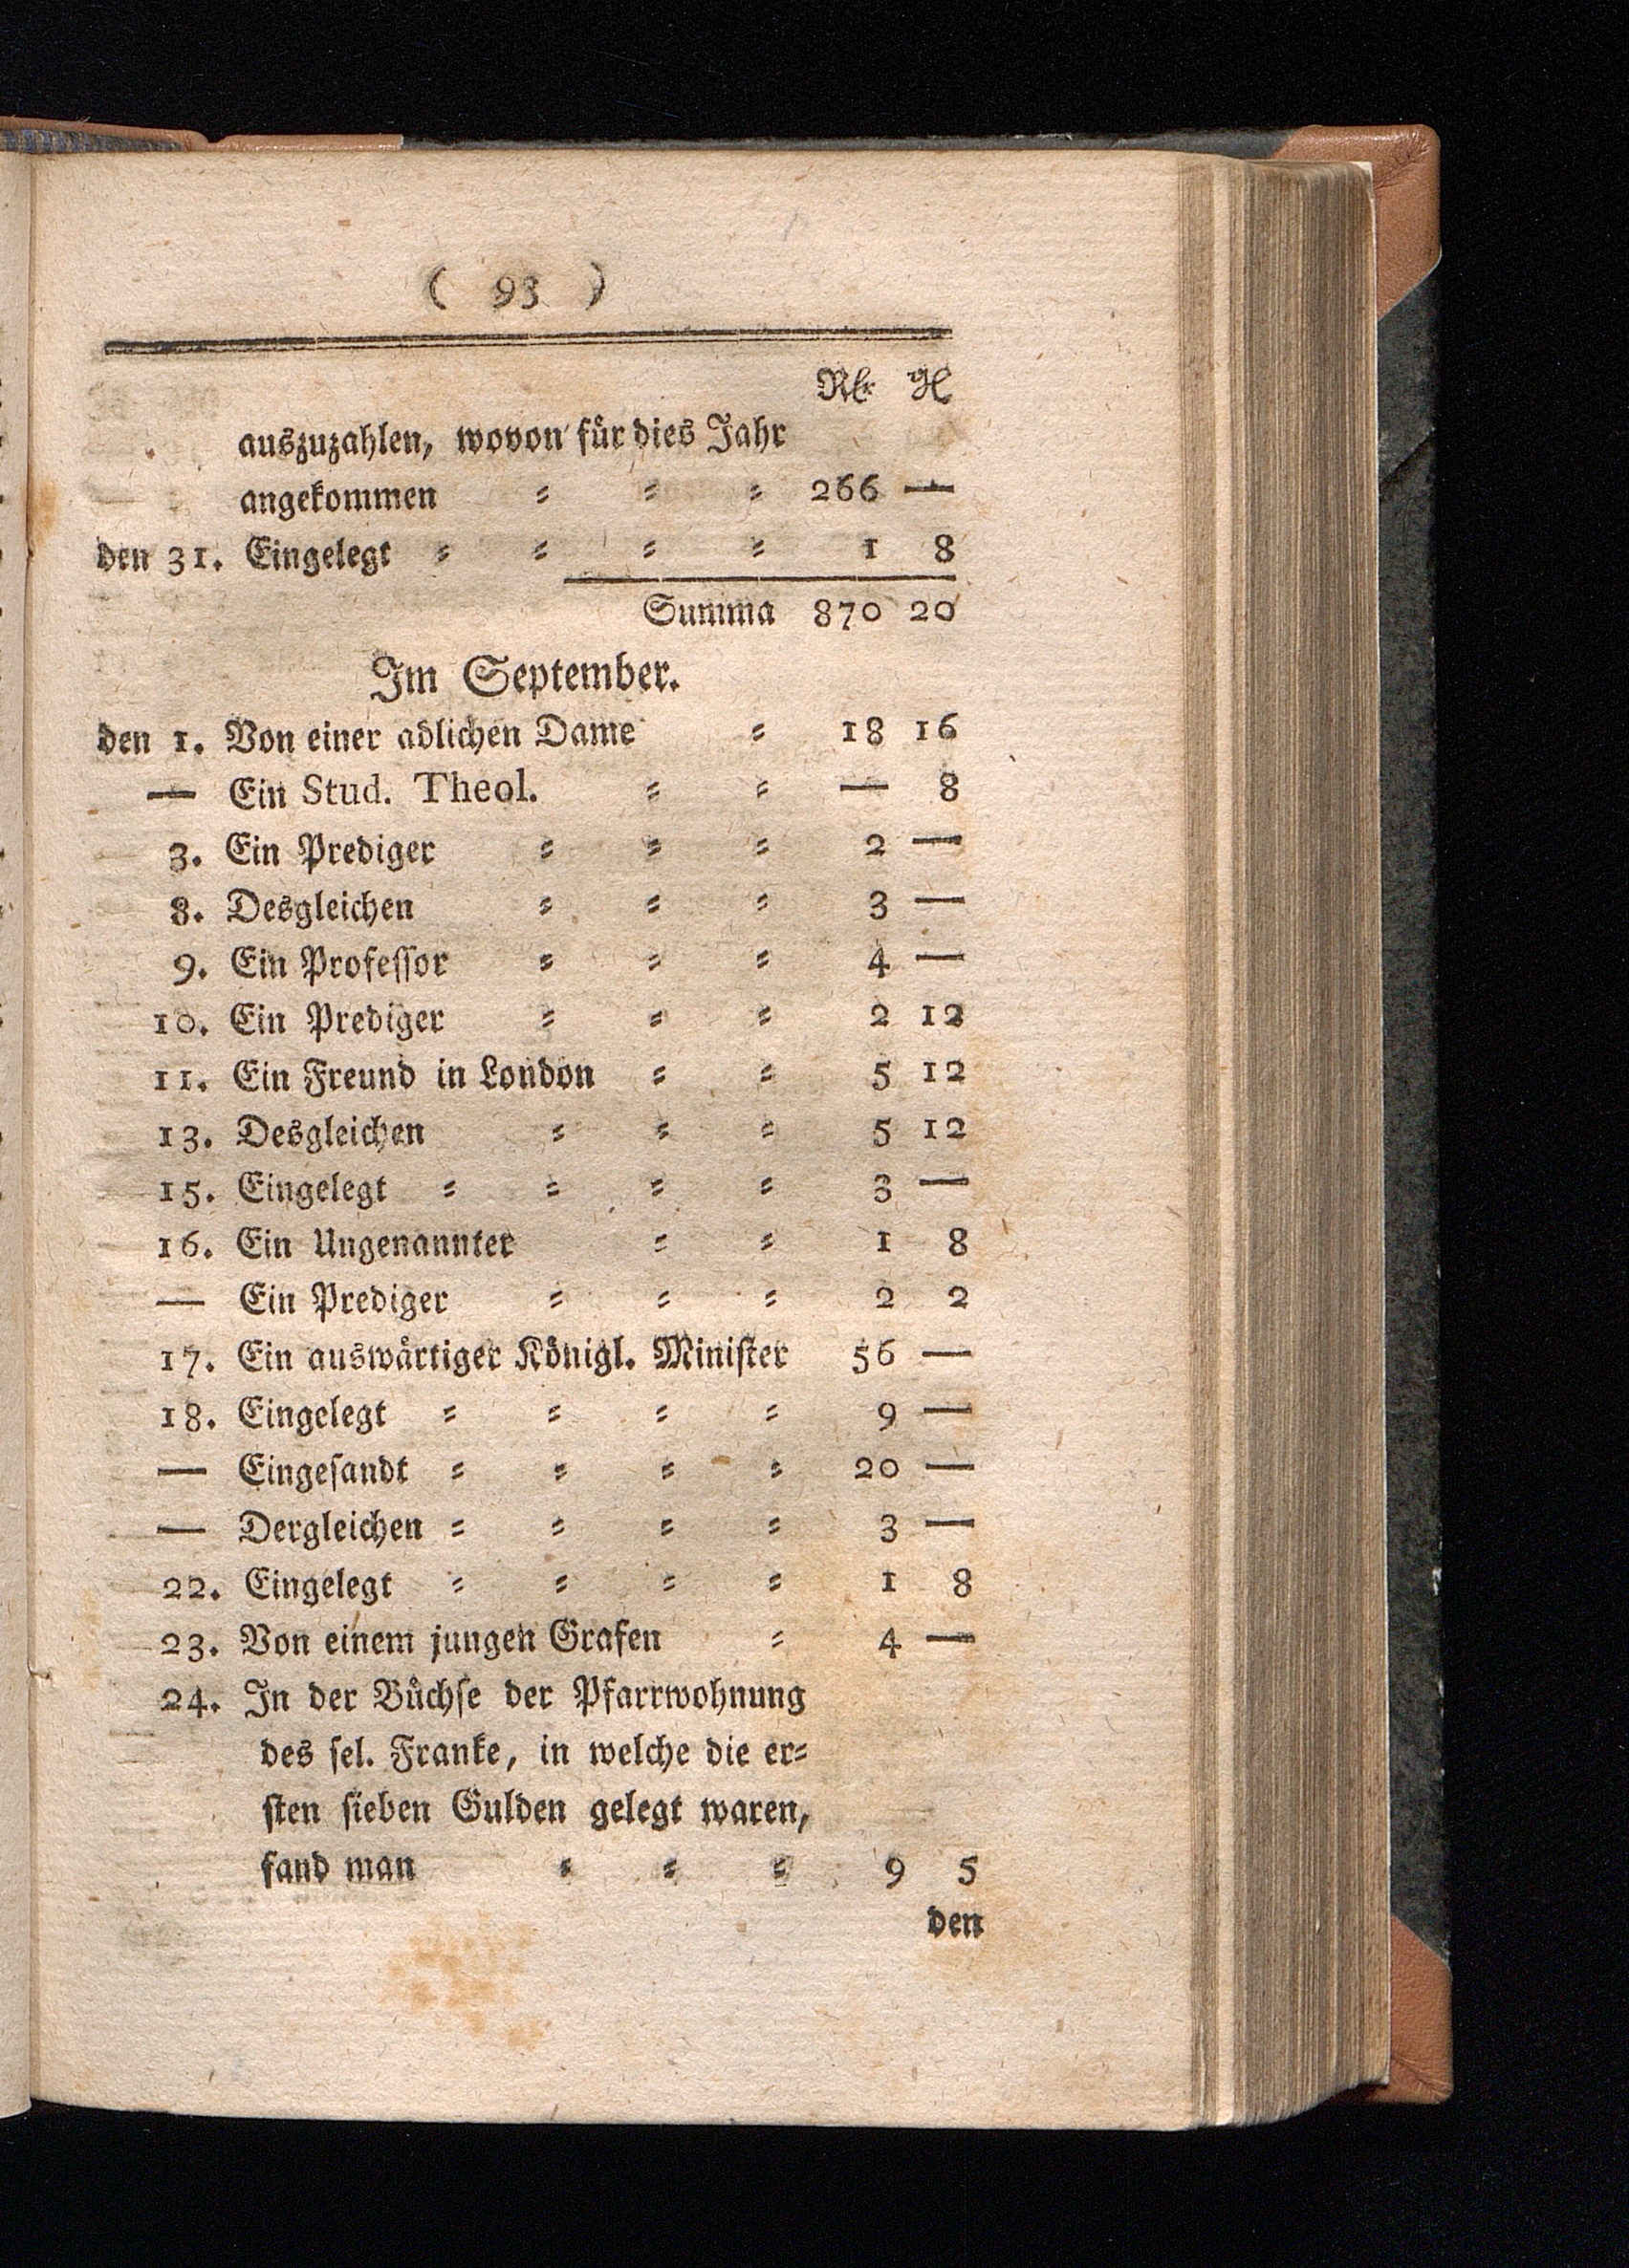 ( 93 )
Rth gl
auszuzahlen, wovon für dies Jahr
angekommen = = = 266 —
den 31. Eingelegt = = = = 1 8
Summa 870 20
Im September.
den 1. Von einer adlichen Dame = 18 16
— Ein Stud. Theol. = = — 8
3. Ein Prediger = = = 2 —
8. Desgleichen = = = 3 —
9. Ein Professor = = = 4 —
10. Ein Prediger = = = 2 12
11. Ein Freund in London = = 5 12
13. Desgleichen = = = 5 12
15. Eingelegt = = = = 3 —
16. Ein Ungenannter = = 1 8
— Ein Prediger = = = 2 2
17. Ein auswärtiger Königl. Minister 56 —
18. Eingelegt = = = = 9 —
— Eingesandt = = = = 20 —
— Dergleichen = = = = 3 —
22. Eingelegt = = = = 1 8
23. Von einem jungen Grafen = 4 —
24. In der Büchse der Pfarrwohnung
des sel. Franke, in welche die er=
sten sieben Gulden gelegt waren,
fand man = = = 9 5
den